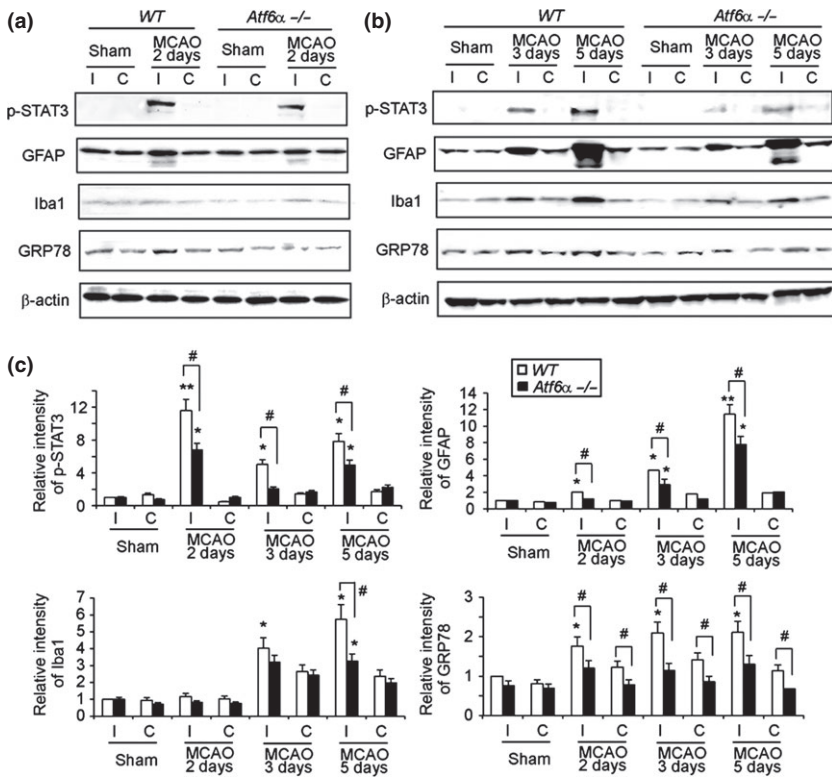 (a)
WT
Atf6α −/−
Sham
MCAO
2 days
Sham
MCAO
2 days
I C I C I C I C
p-STAT3
GFAP
Iba1
GRP78
β-actin
(b)
WT
Atf6α −/−
Sham
MCAO
3 days
MCAO
5 days
Sham
MCAO
3 days
MCAO
5 days
I C I C I C I C I C I C
p-STAT3
GFAP
Iba1
GRP78
β-actin
(c)
Relative intensity
of p-STAT3
12
8
4
0
** * # * # * * #
I C I C I C I C
Sham
MCAO
2 days
MCAO
3 days
MCAO
5 days
WT
Atf6α −/−
Relative intensity
of GFAP
14
12
10
8
6
4
2
0
* # * * # ** * #
I C I C I C I C
Sham
MCAO
2 days
MCAO
3 days
MCAO
5 days
Relative intensity
of Iba1
7
6
5
4
3
2
1
0
* * * #
I C I C I C I C
Sham
MCAO
2 days
MCAO
3 days
MCAO
5 days
Relative intensity
of GRP78
3
2
1
0
* # # * # # * # #
I C I C I C I C
Sham
MCAO
2 days
MCAO
3 days
MCAO
5 days